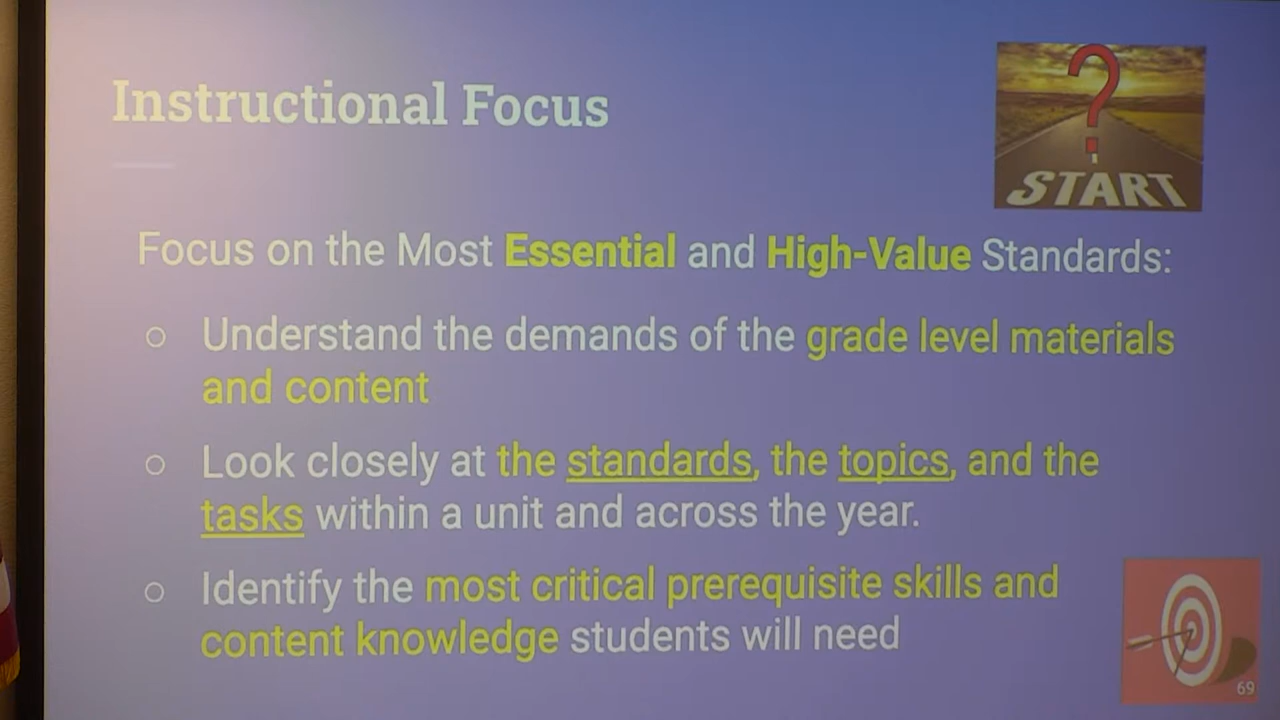 Instructional Focus
START
Focus on the Most Essential and High-Value Standards:
Understand the demands of the grade level materials
and content
Look closely at the standards, the topics, and the
tasks within a unit and across the year.
Identify the most critical prerequisite skills and
content knowledge students will need
69